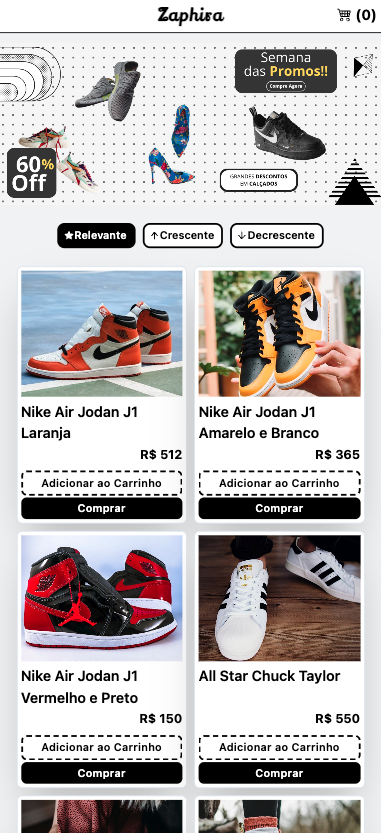 Zaphira
(0)
Semana
das Promos!!
Compre Agora
60%
Off
GRANDES DESCONTOS
EM CALÇADOS
Relevante
Crescente
Decrescente
Nike Air Jodan J1
Laranja
R$ 512
Adicionar ao Carrinho
Comprar
Nike Air Jodan J1
Amarelo e Branco
R$ 365
Adicionar ao Carrinho
Comprar
Nike Air Jodan J1
Vermelho e Preto
R$ 150
Adicionar ao Carrinho
Comprar
All Star Chuck Taylor
R$ 550
Adicionar ao Carrinho
Comprar